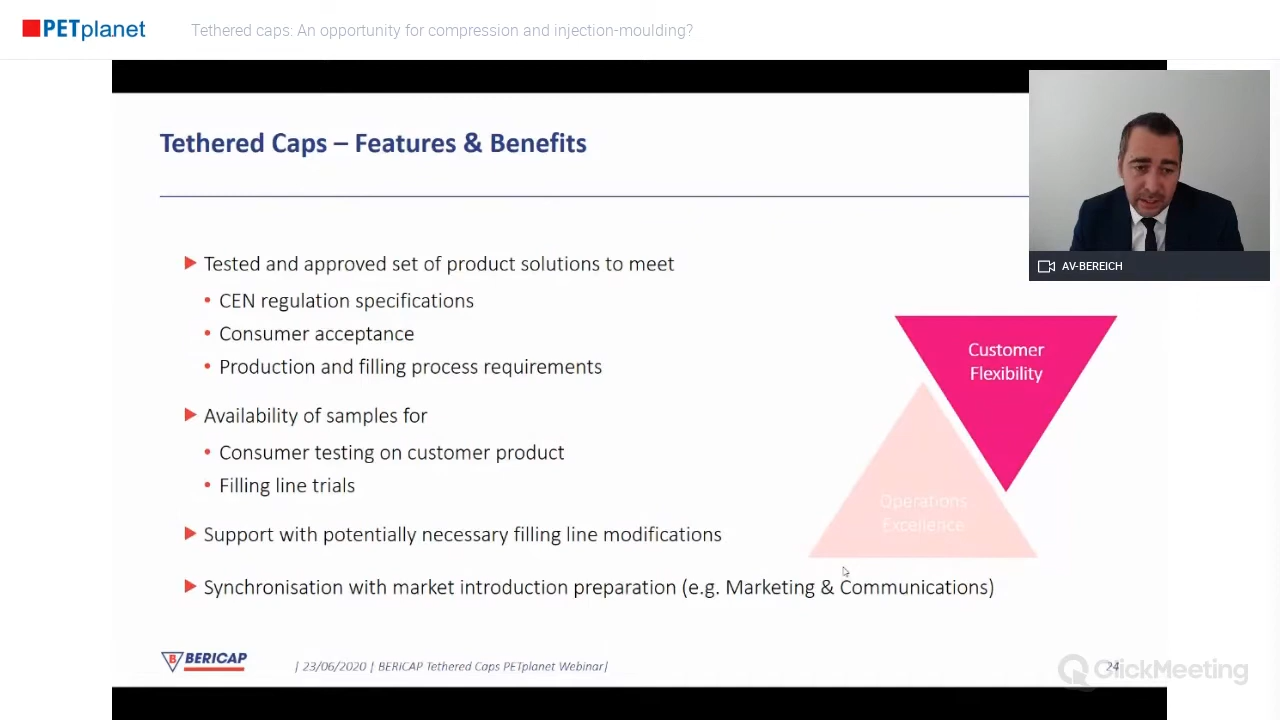 PETplanet
Tethered caps: An opportunity for compression and injection-moulding?
Tethered Caps – Features & Benefits
AV-BEREICH
Tested and approved set of product solutions to meet
CEN regulation specifications
Consumer acceptance
Production and filling process requirements
Availability of samples for
Consumer testing on customer product
Filling line trials
Support with potentially necessary filling line modifications
Synchronisation with market introduction preparation (e.g. Marketing & Communications)
Customer
Flexibility
Operations
Excellence
B BERICAP
| 23/06/2020 | BERICAP Tethered Caps PETplanet Webinar|
24
ClickMeeting